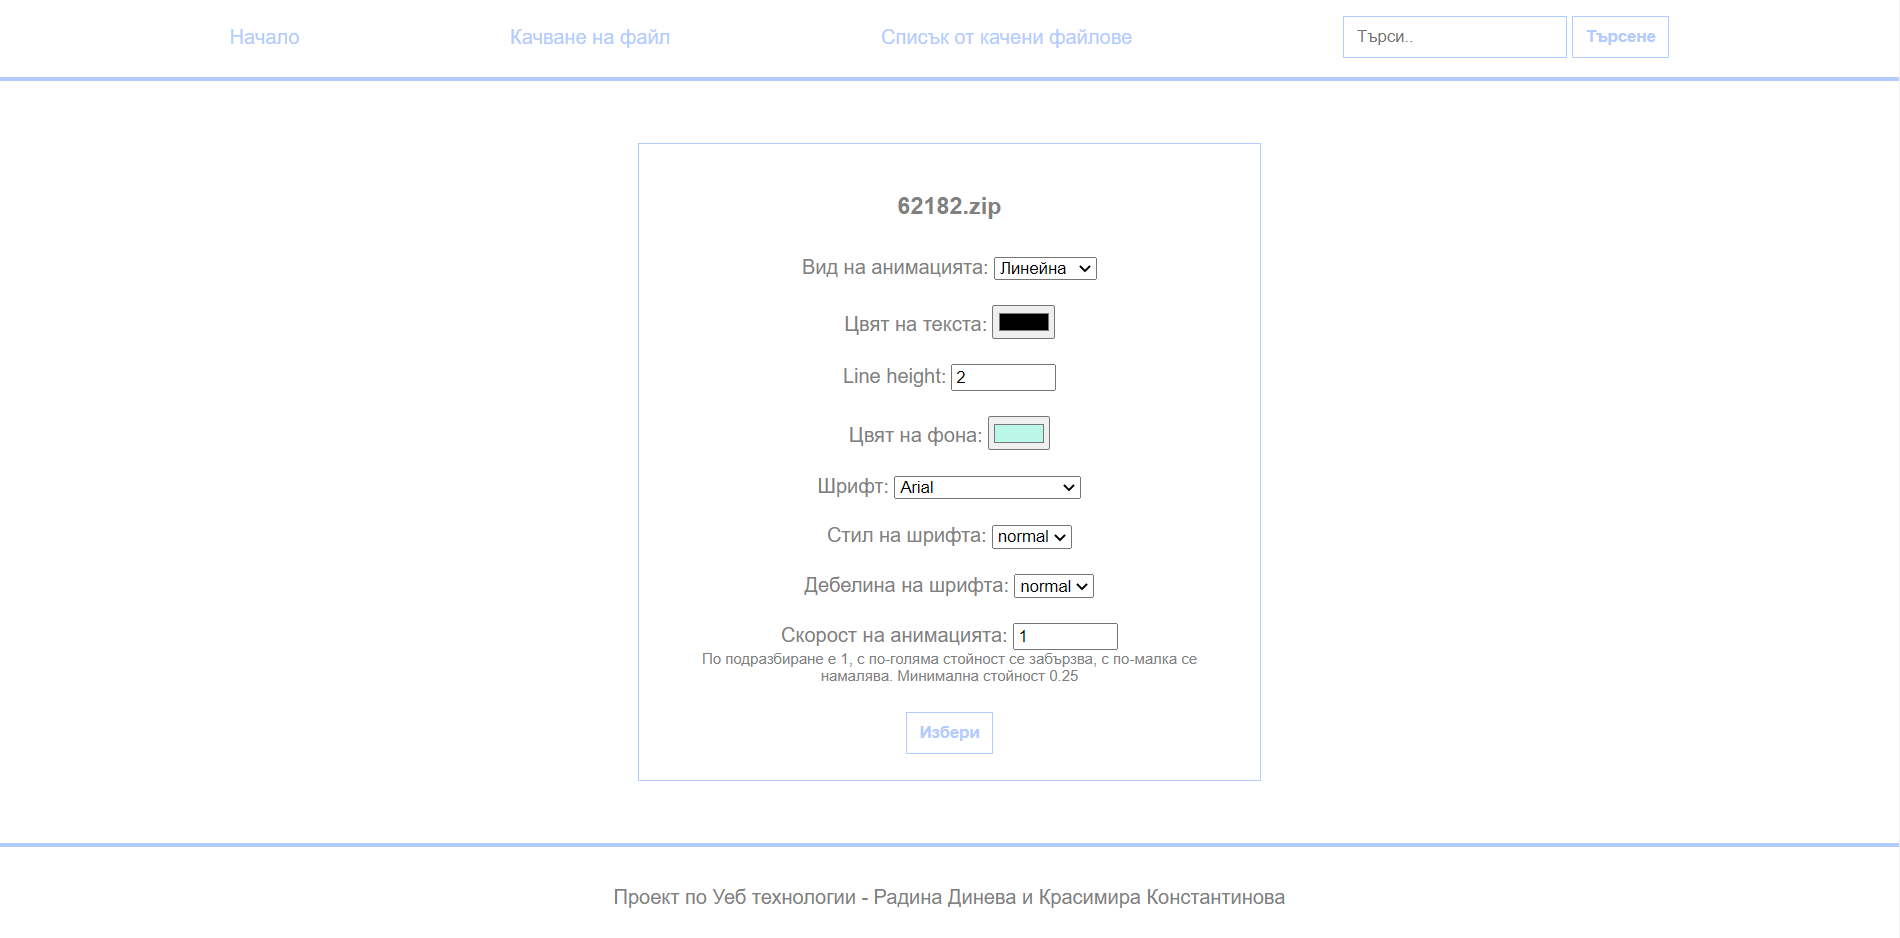 Начало Качване на файл Списък от качени файлове Търси.. Търсене
62182.zip
Вид на анимацията: Линейна
Цвят на текста:
Line height: 2
Цвят на фона:
Шрифт: Arial
Стил на шрифта: normal
Дебелина на шрифта: normal
Скорост на анимацията: 1
По подразбиране е 1, с по-голяма стойност се забързва, с по-малка се
намалява. Минимална стойност 0.25
Избери
Проект по Уеб технологии - Радина Динева и Красимира Константинова